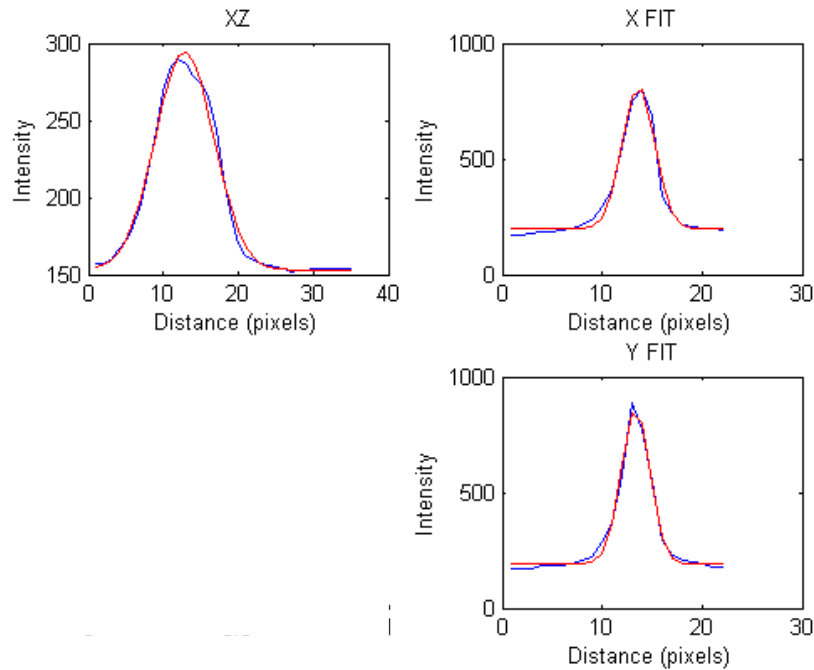 XZ
300
250
200
150
Intensity
0 10 20 30 40
Distance (pixels)
X FIT
1000
500
0
Intensity
0 10 20 30
Distance (pixels)
Y FIT
1000
500
0
Intensity
0 10 20 30
Distance (pixels)